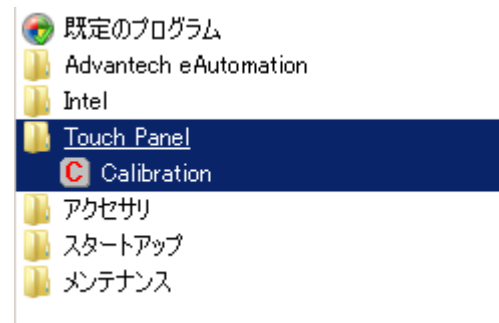 既定のプログラム
Advantech eAutomation
Intel
Touch Panel
C Calibration
アクセサリ
スタートアップ
メンテナンス